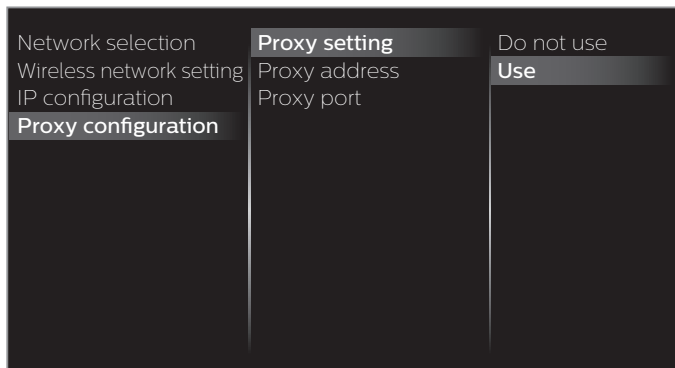 Network selection
Wireless network setting
IP configuration
Proxy configuration
Proxy setting
Proxy address
Proxy port
Do not use
Use